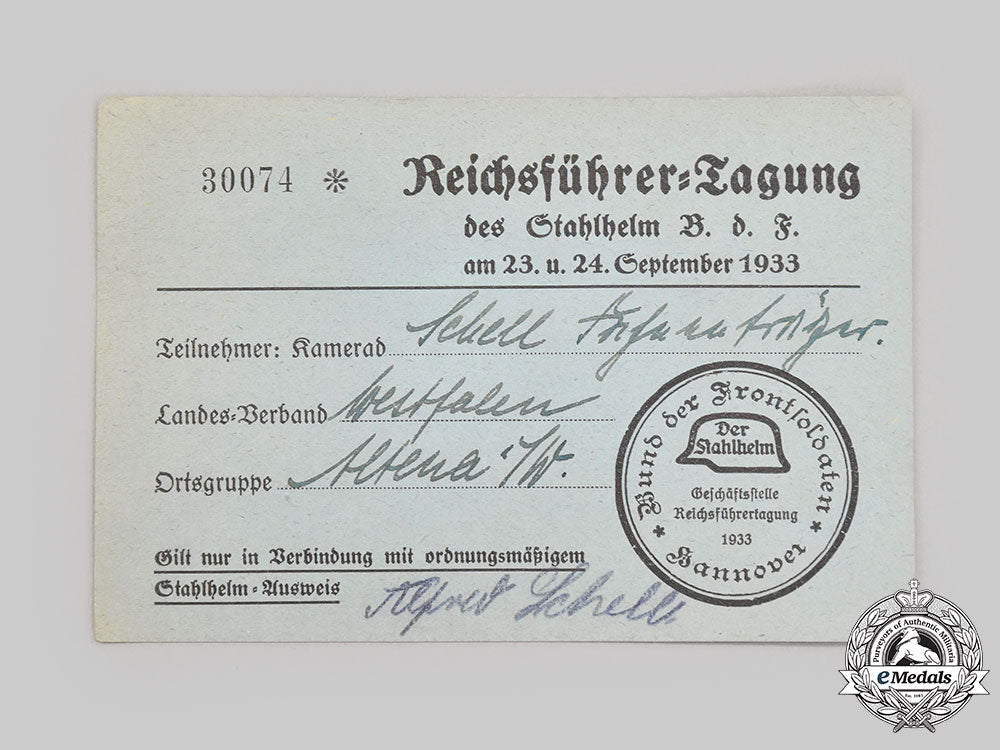 30074 *
Reichsführer-Tagung
des Stahlhelm B. d. F.
am 23. u. 24. September 1933
Teilnehmer: Kamerad Schell Fahnenträger.
Landes-Verband Westfalen
Ortsgruppe Altena i/W.
Gilt nur in Verbindung mit ordnungsmäßigem
Stahlhelm-Ausweis
Alfred Schell
Bund der Frontsoldaten
Der
Stahlhelm
Geschäftsstelle
Reichsführertagung
1933
* Hannover *
Purveyors of Authentic Militaria
eMedals